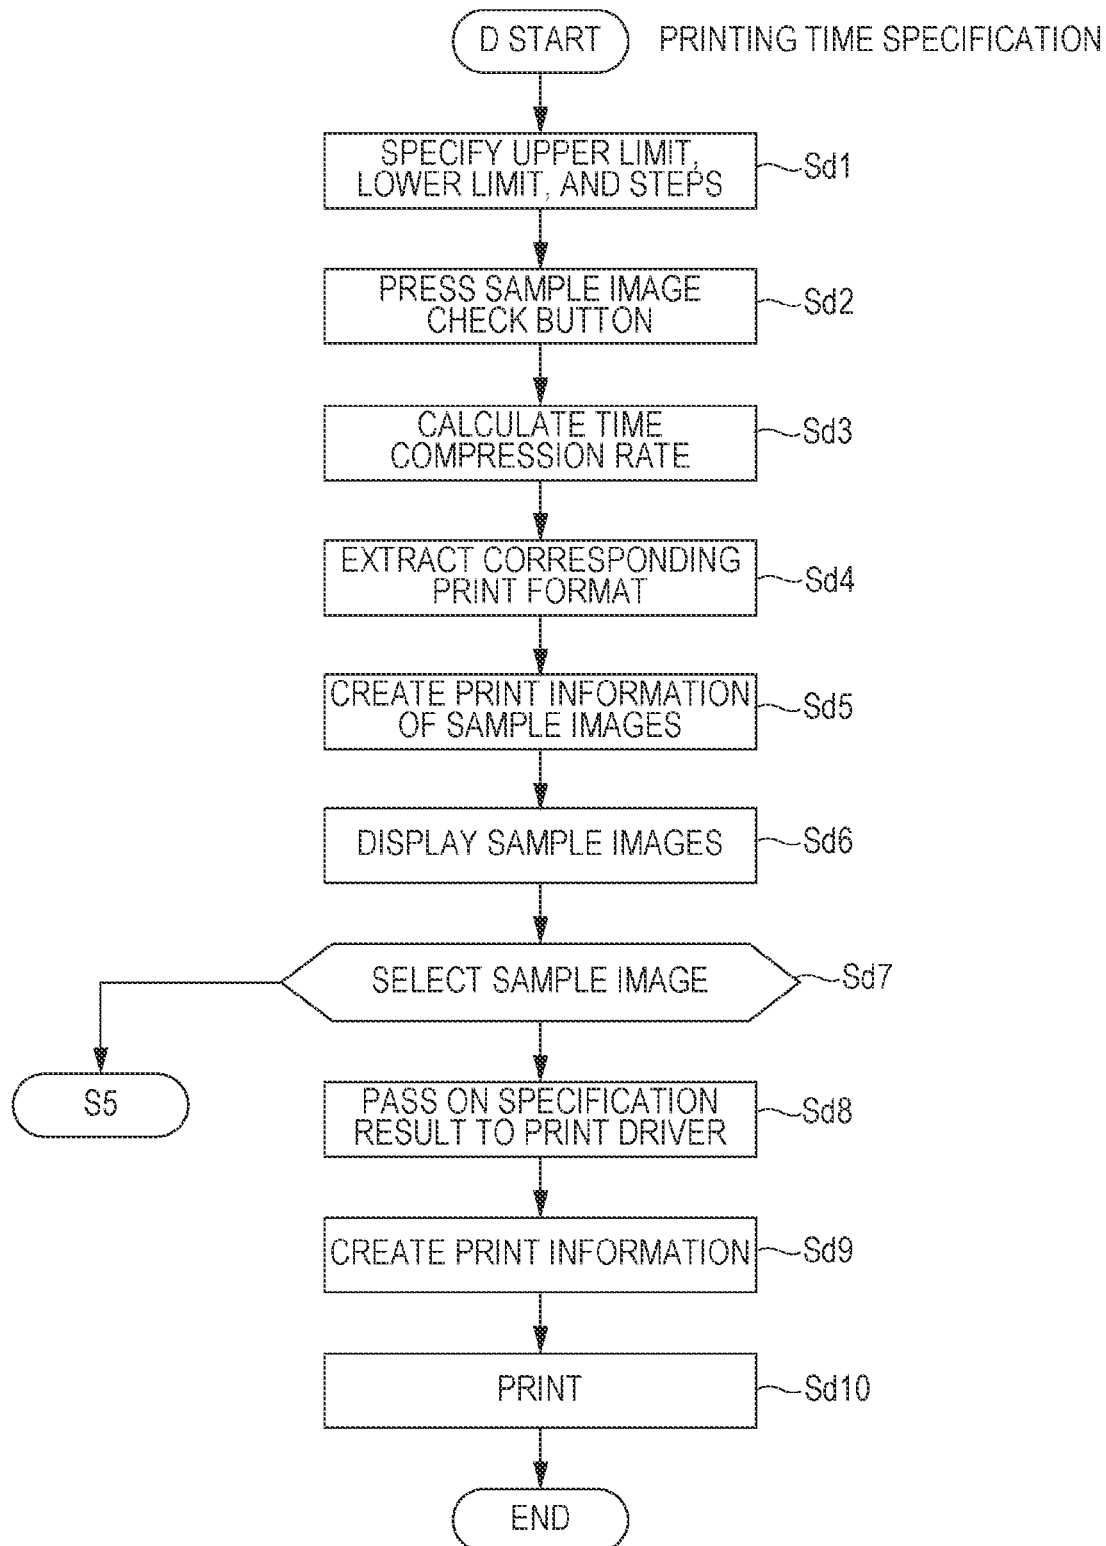 D START
PRINTING TIME SPECIFICATION
SPECIFY UPPER LIMIT,
LOWER LIMIT, AND STEPS
Sd1
PRESS SAMPLE IMAGE
CHECK BUTTON
Sd2
CALCULATE TIME
COMPRESSION RATE
Sd3
EXTRACT CORRESPONDING
PRINT FORMAT
Sd4
CREATE PRINT INFORMATION
OF SAMPLE IMAGES
Sd5
DISPLAY SAMPLE IMAGES
Sd6
SELECT SAMPLE IMAGE
Sd7
S5
PASS ON SPECIFICATION
RESULT TO PRINT DRIVER
Sd8
CREATE PRINT INFORMATION
Sd9
PRINT
Sd10
END